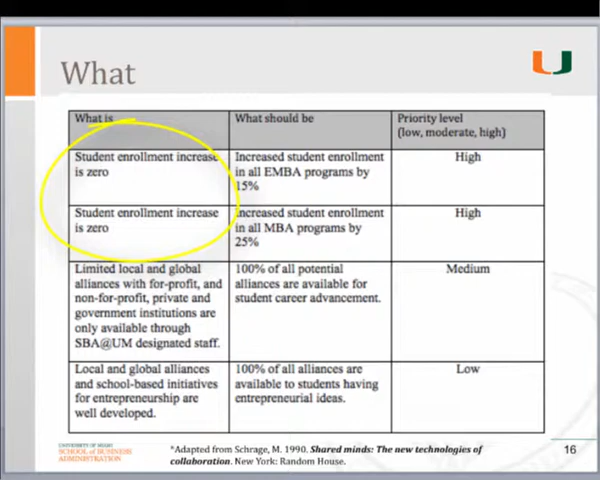 What
What is
What should be
Priority level
(low, moderate, high)
Student enrollment increase
is zero
Increased student enrollment
in all EMBA programs by
15%
High
Student enrollment increase
is zero
Increased student enrollment
in all MBA programs by
25%
High
Limited local and global
alliances with for-profit, and
non-for-profit, private and
government institutions are
only available through
SBA@UM designated staff.
100% of all potential
alliances are available for
student career advancement.
Medium
Local and global alliances
and school-based initiatives
for entrepreneurship are
well developed.
100% of all alliances are
available to students having
entrepreneurial ideas.
Low
UNIVERSITY OF MIAMI
SCHOOL of BUSINESS
ADMINISTRATION
*Adapted from Schrage, M. 1990. Shared minds: The new technologies of
collaboration. New York: Random House.
16